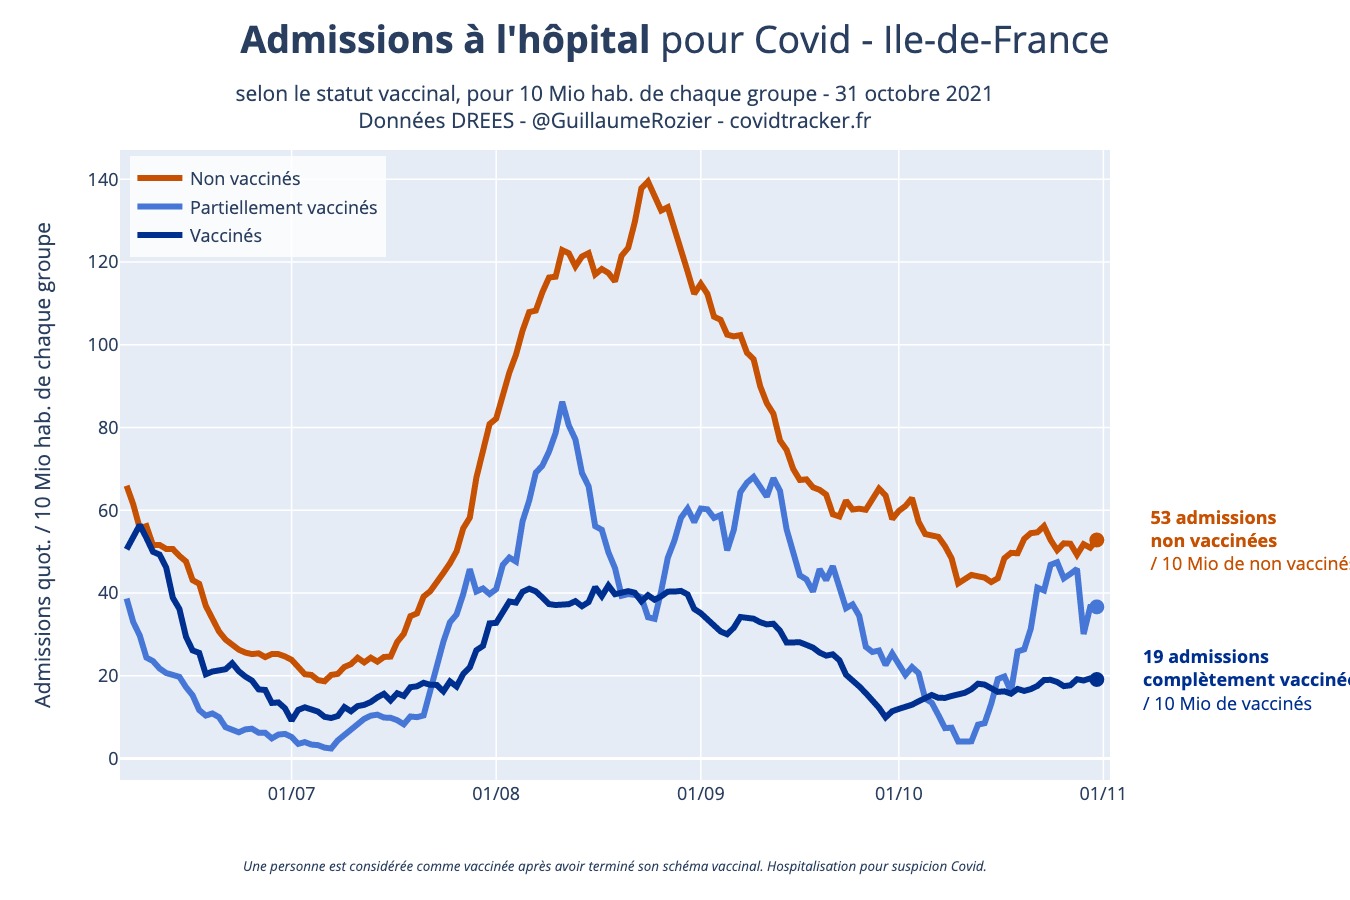 Admissions à l'hôpital pour Covid - Ile-de-France
selon le statut vaccinal, pour 10 Mio hab. de chaque groupe - 31 octobre 2021
Données DREES - @GuillaumeRozier - covidtracker.fr
Non vaccinés
Partiellement vaccinés
Vaccinés
Admissions quot. / 10 Mio hab. de chaque groupe
140
120
100
80
60
40
20
0
01/07
01/08
01/09
01/10
01/11
53 admissions
non vaccinées
/ 10 Mio de non vaccinés
19 admissions
complètement vacciné
/ 10 Mio de vaccinés
Une personne est considérée comme vaccinée après avoir terminé son schéma vaccinal. Hospitalisation pour suspicion Covid.